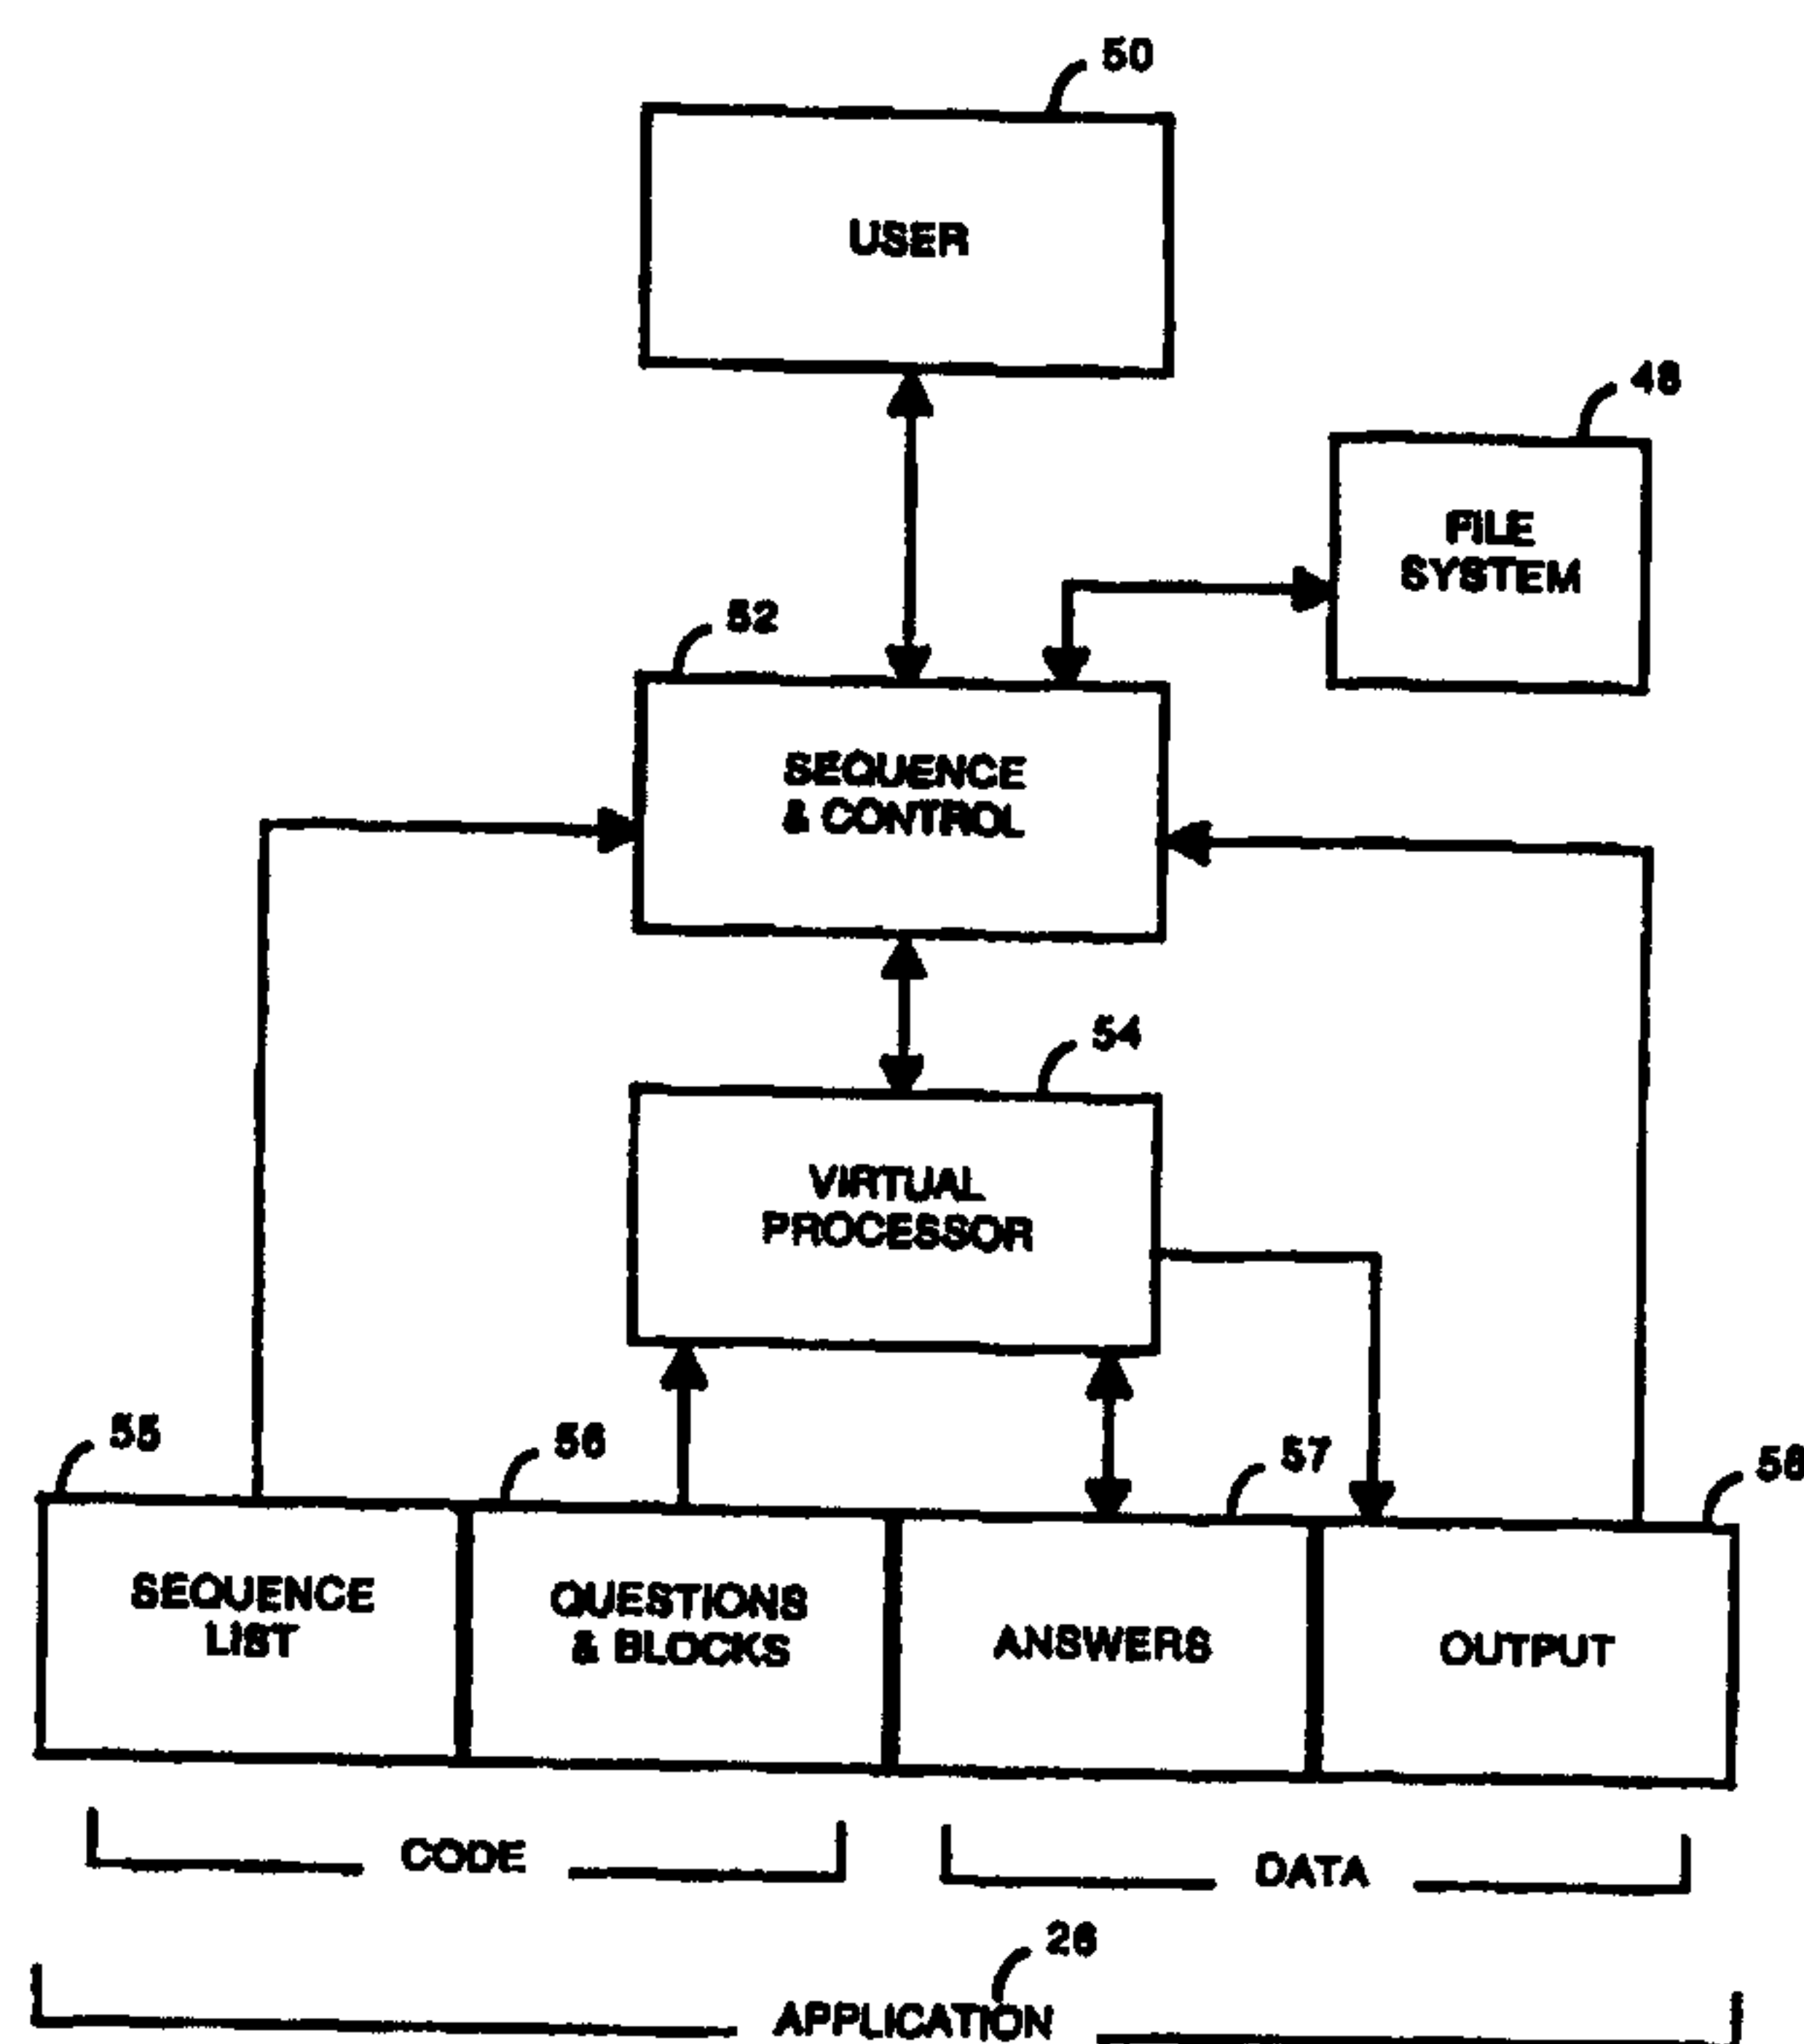 50
USER
48
FILE
SYSTEM
52
SEQUENCE
& CONTROL
54
VIRTUAL
PROCESSOR
55
56
57
58
SEQUENCE
LIST
QUESTIONS
& BLOCKS
ANSWERS
OUTPUT
CODE
DATA
26
APPLICATION